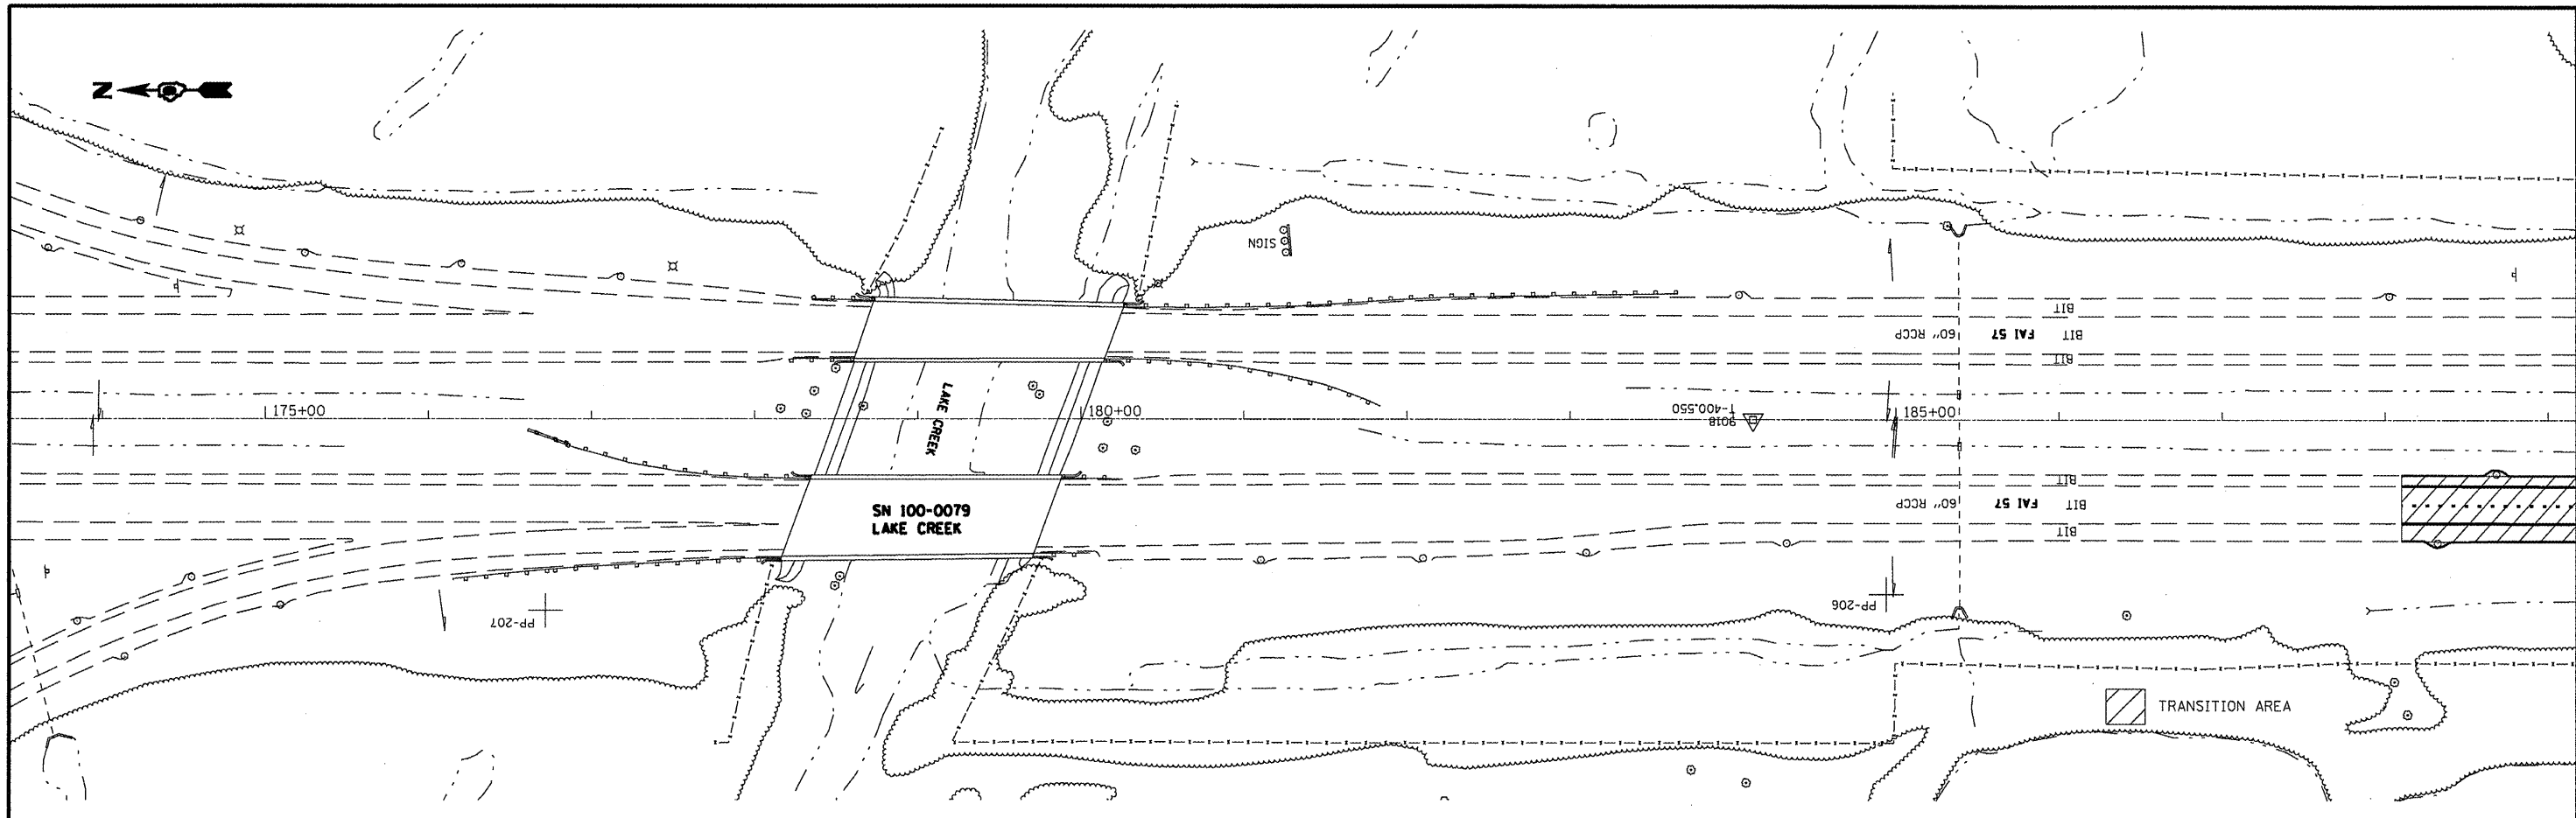 N
SIGN
BIT
60" RCCP FAI 57 BIT
BIT
175+00
180+00
185+00
LAKE CREEK
9018
T-400.550
BIT
60" RCCP FAI 57 BIT
BIT
SN 100-0079
LAKE CREEK
PP-207
PP-206
TRANSITION AREA